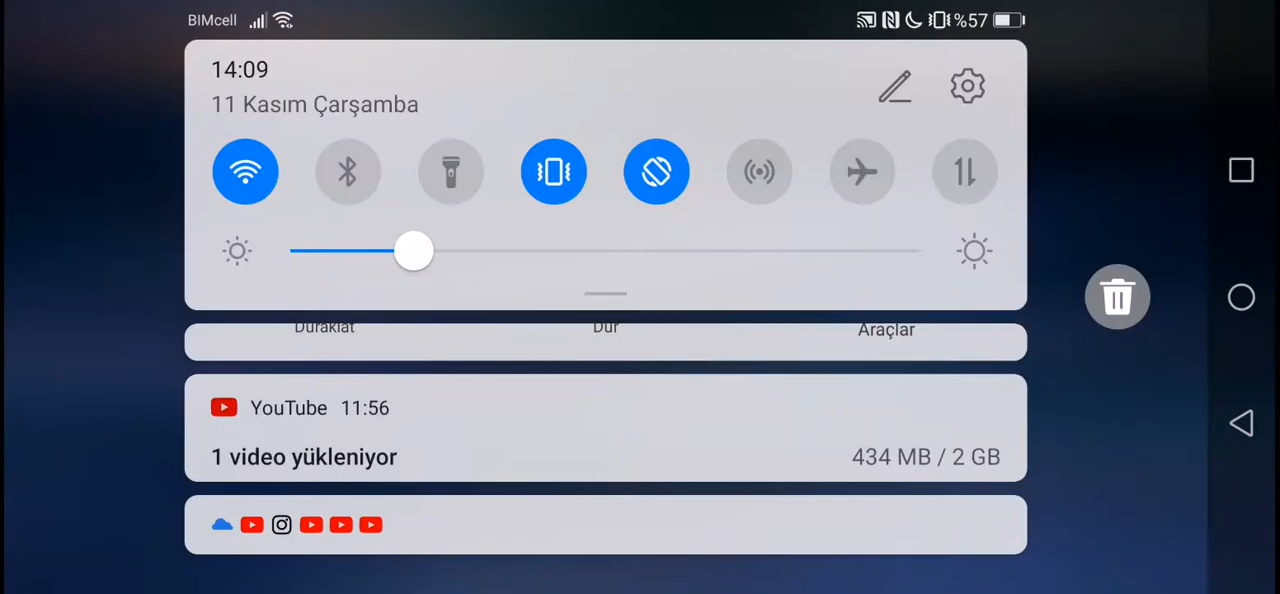 BIMcell
%57
14:09
11 Kasım Çarşamba
Duraklat Dur Araçlar
YouTube 11:56
1 video yükleniyor 434 MB / 2 GB